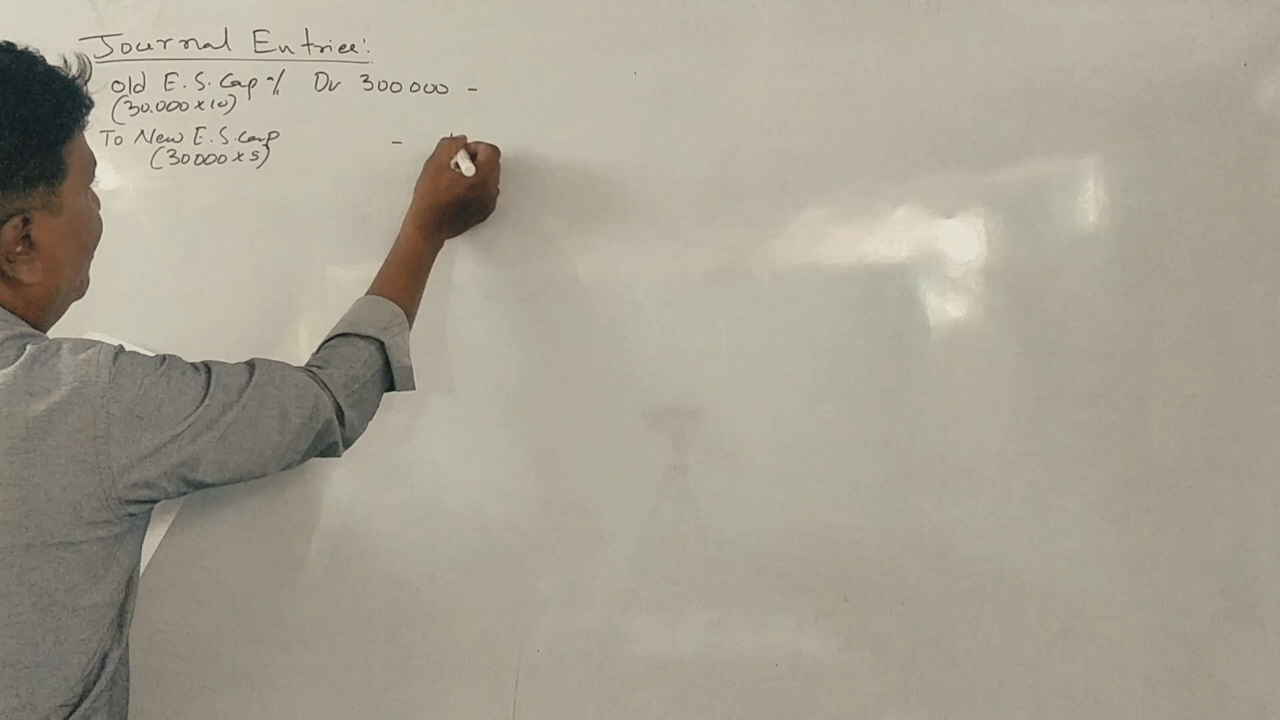 Journal Entries:
Old E. S. Cap % Dr 300000 -
(30.000 x 10)
To New E. S. Cap -
(30000 x 5)